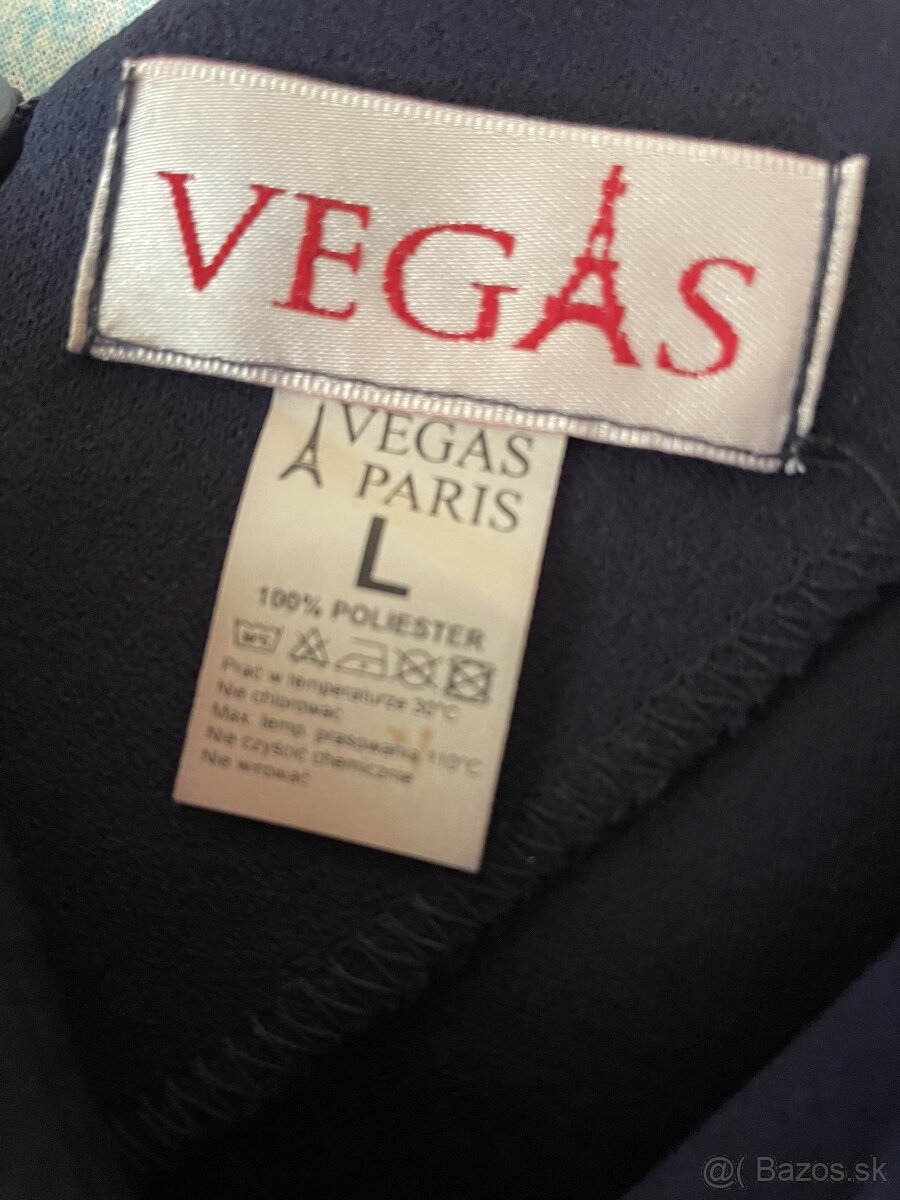 VEGAS
VEGAS
PARIS
L
100% POLIESTER
30°C
Prać w temperaturze 30°C
Nie chlorować
Max. temp. prasowania 110°C
Nie czyścić chemicznie
Nie wirować
@( Bazos.sk